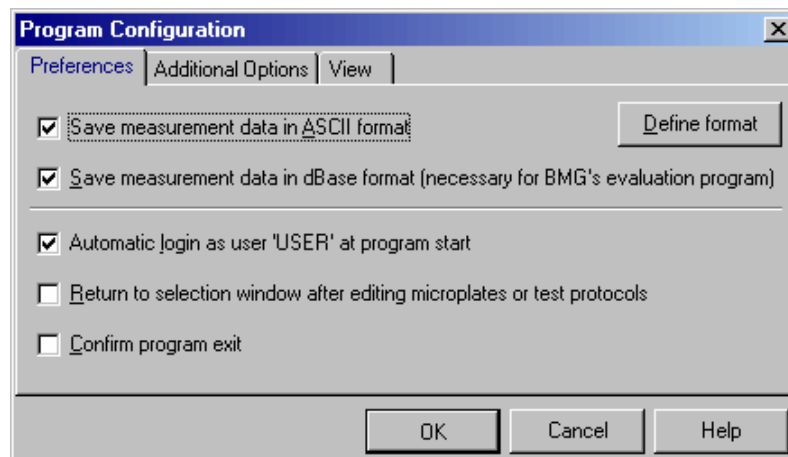 Program Configuration
Preferences Additional Options View
Save measurement data in ASCII format Define format
Save measurement data in dBase format (necessary for BMG's evaluation program)
Automatic login as user 'USER' at program start
Return to selection window after editing microplates or test protocols
Confirm program exit
OK Cancel Help